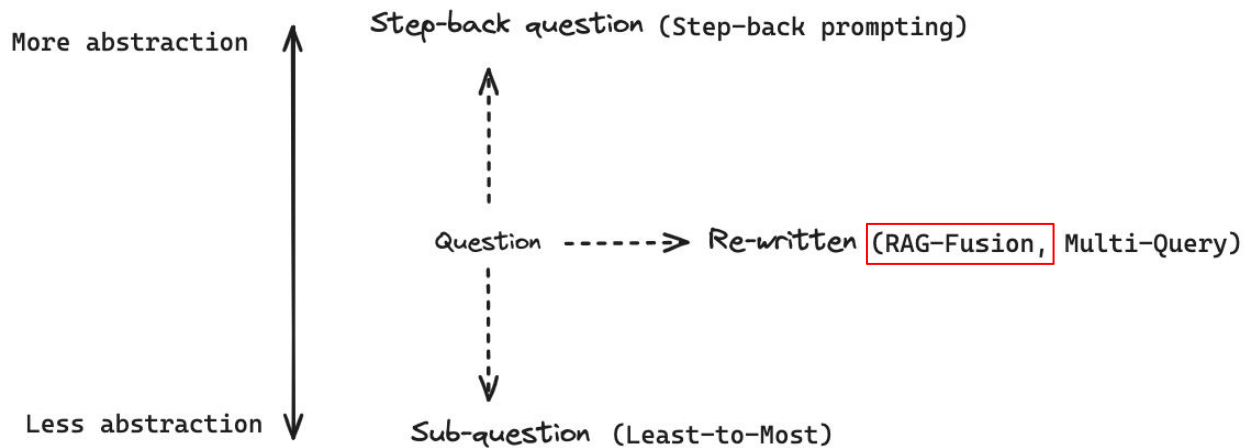 Step-back question (Step-back prompting)
More abstraction
Question
Re-written (RAG-Fusion, Multi-Query)
Less abstraction
Sub-question (Least-to-Most)